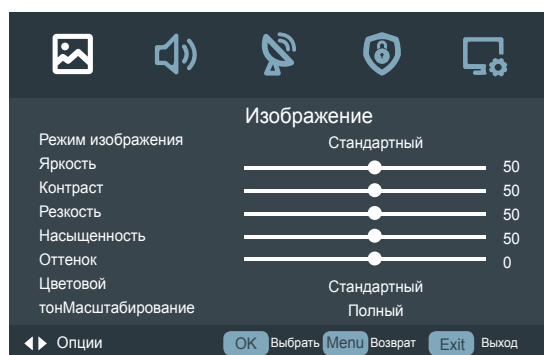 Изображение
Режим изображения Стандартный
Яркость 50
Контраст 50
Резкость 50
Насыщенность 50
Оттенок 0
Цветовой Стандартный
тонМасштабирование Полный
Опции OK Выбрать Menu Возврат Exit Выход